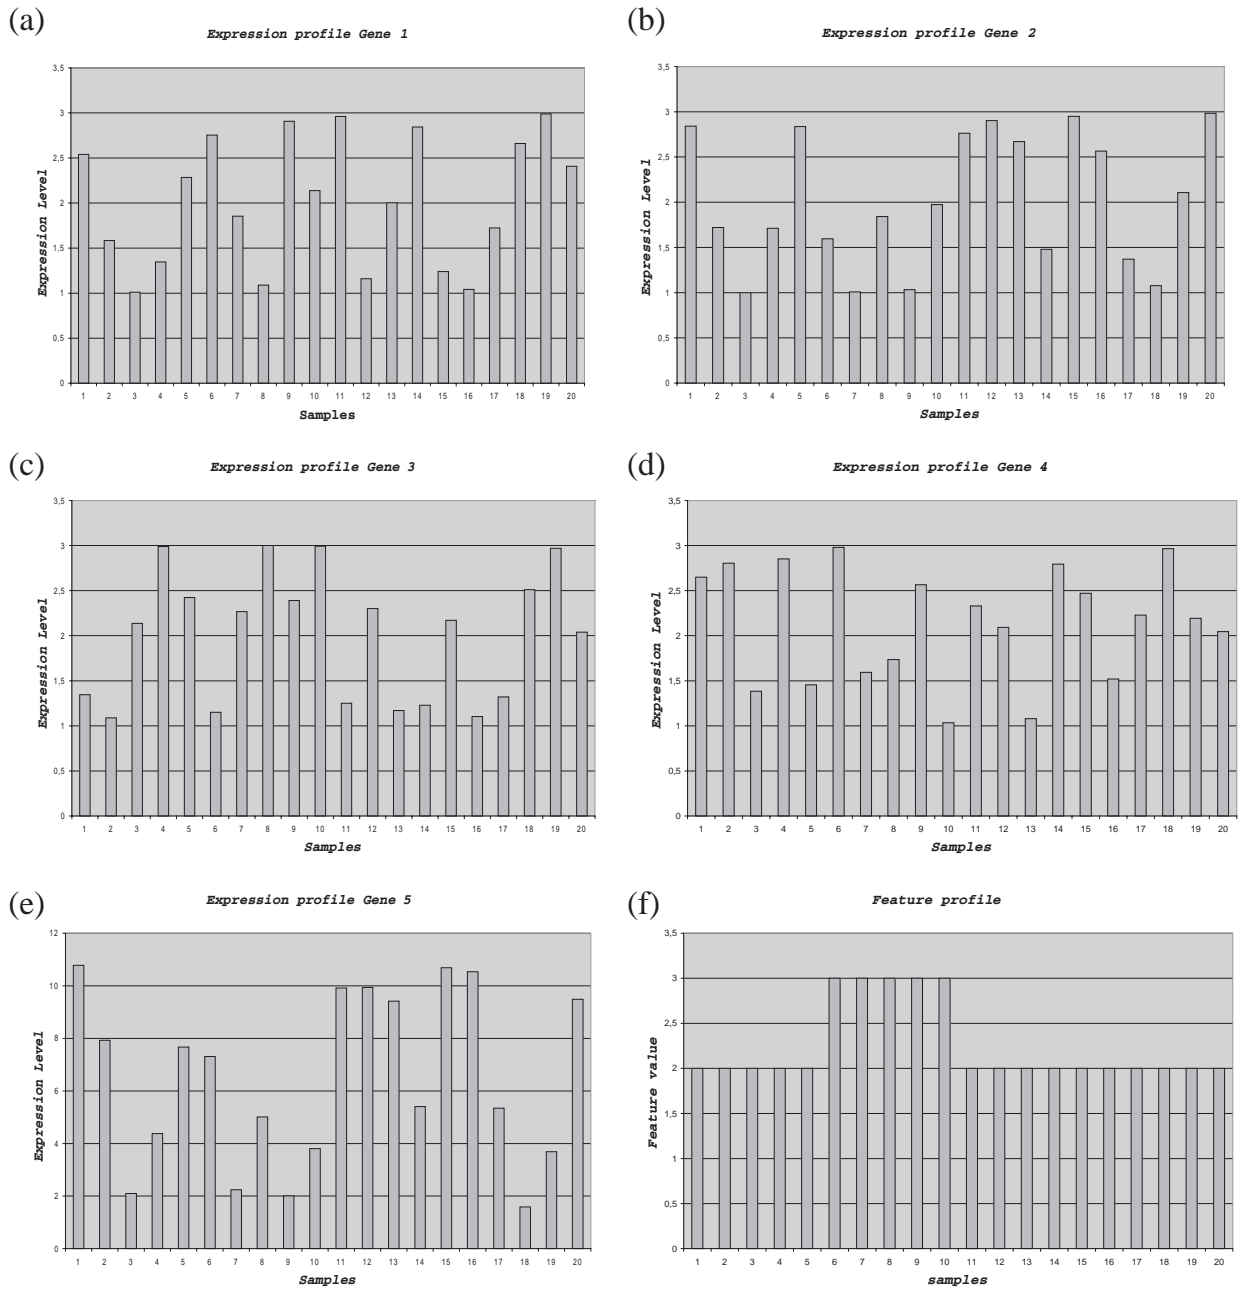 (a)
Expression profile Gene 1
3,5
3
2,5
2
1,5
1
0,5
0
Expression Level
1 2 3 4 5 6 7 8 9 10 11 12 13 14 15 16 17 18 19 20
Samples
(b)
Expression profile Gene 2
3,5
3
2,5
2
1,5
1
0,5
0
Expression Level
1 2 3 4 5 6 7 8 9 10 11 12 13 14 15 16 17 18 19 20
Samples
(c)
Expression profile Gene 3
3,5
3
2,5
2
1,5
1
0,5
0
Expression Level
1 2 3 4 5 6 7 8 9 10 11 12 13 14 15 16 17 18 19 20
Samples
(d)
Expression profile Gene 4
3,5
3
2,5
2
1,5
1
0,5
0
Expression Level
1 2 3 4 5 6 7 8 9 10 11 12 13 14 15 16 17 18 19 20
Samples
(e)
Expression profile Gene 5
12
10
8
6
4
2
0
Expression Level
1 2 3 4 5 6 7 8 9 10 11 12 13 14 15 16 17 18 19 20
Samples
(f)
Feature profile
3,5
3
2,5
2
1,5
1
0,5
0
Feature value
1 2 3 4 5 6 7 8 9 10 11 12 13 14 15 16 17 18 19 20
samples